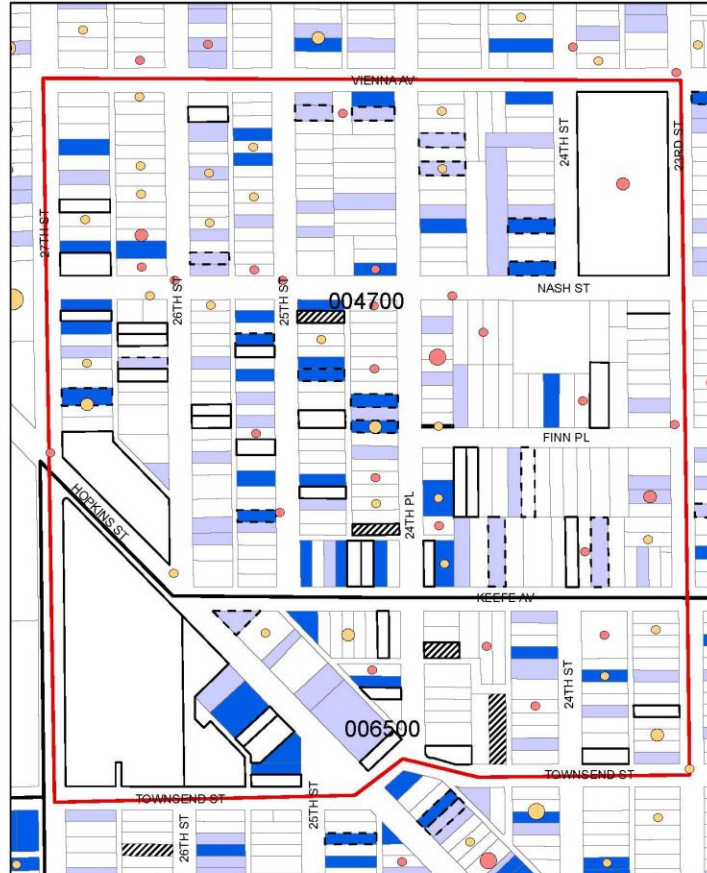 VIENNA AV
24TH ST
23RD ST
27TH ST
NASH ST
26TH ST
25TH ST
004700
FINN PL
HOPKINS ST
24TH PL
KEEFE AV
24TH ST
006500
TOWNSEND ST
TOWNSEND ST
25TH ST
26TH ST